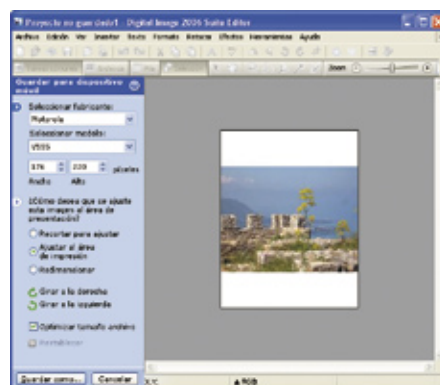 Proyecto no guardado1 - Digital Image 2006 Suite Editor
Archivo Edición Ver Insertar Texto Formato Retocar Efectos Herramientas Ayuda
Zoom
Guardar para dispositivo móvil
Seleccionar fabricante:
Motorola
Seleccionar modelo:
V525
176 220 píxeles
Ancho Alto
¿Cómo desea que se ajuste
esta imagen al área de
presentación?
Recortar para ajustar
Ajustar al área
de impresión
Redimensionar
Girar a la derecha
Girar a la izquierda
Optimizar tamaño archivo
Restablecer
Guardar como... Cancelar
RGB